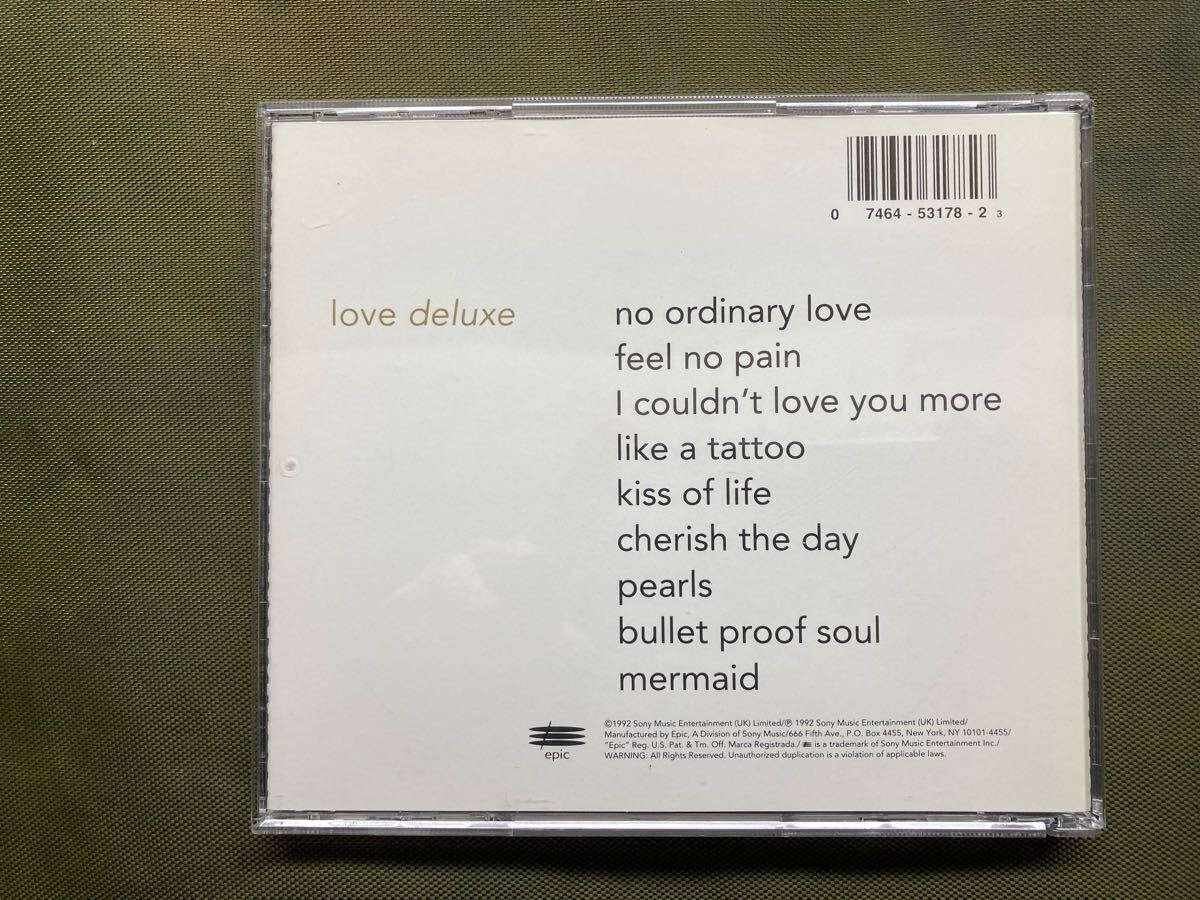 0 7464 - 53178 - 2 3
love deluxe
no ordinary love
feel no pain
I couldn't love you more
like a tattoo
kiss of life
cherish the day
pearls
bullet proof soul
mermaid
epic
©1992 Sony Music Entertainment (UK) Limited/℗ 1992 Sony Music Entertainment (UK) Limited/
Manufactured by Epic, A Division of Sony Music/666 Fifth Ave., P.O. Box 4455, New York, NY 10101-4455/
"Epic" Reg. U.S. Pat. & Tm. Off. Marca Registrada./ is a trademark of Sony Music Entertainment Inc./
WARNING: All Rights Reserved. Unauthorized duplication is a violation of applicable laws.